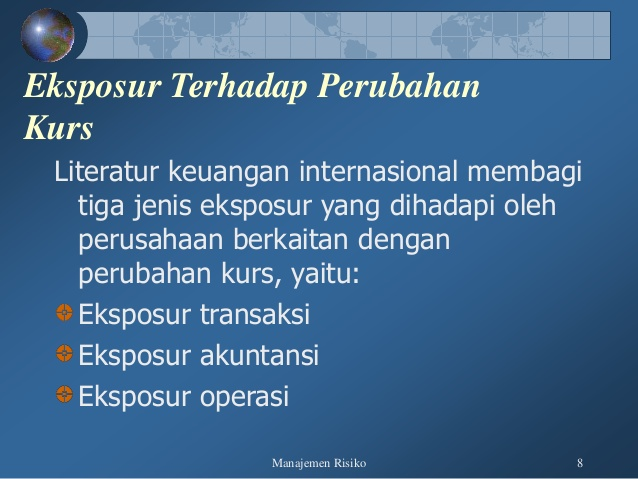 Eksposur Terhadap Perubahan
Kurs
Literatur keuangan internasional membagi
tiga jenis eksposur yang dihadapi oleh
perusahaan berkaitan dengan
perubahan kurs, yaitu:
Eksposur transaksi
Eksposur akuntansi
Eksposur operasi
Manajemen Risiko
8